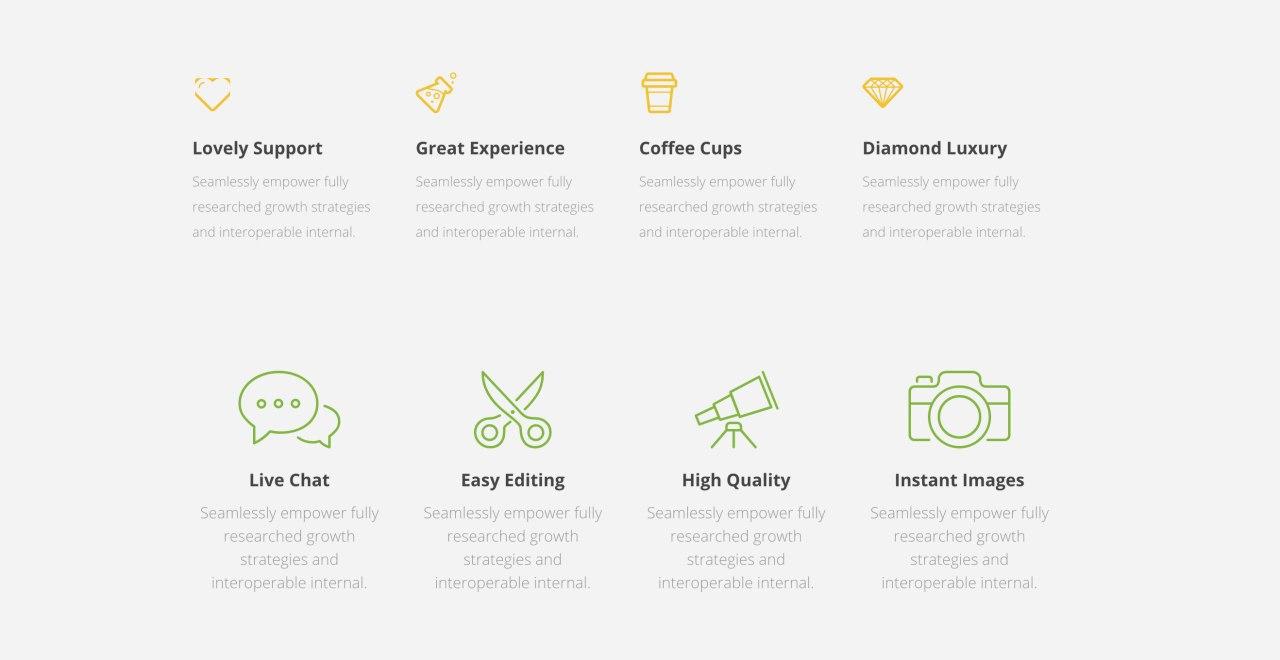 Lovely Support
Seamlessly empower fully
researched growth strategies
and interoperable internal.
Great Experience
Seamlessly empower fully
researched growth strategies
and interoperable internal.
Coffee Cups
Seamlessly empower fully
researched growth strategies
and interoperable internal.
Diamond Luxury
Seamlessly empower fully
researched growth strategies
and interoperable internal.
Live Chat
Seamlessly empower fully
researched growth
strategies and
interoperable internal.
Easy Editing
Seamlessly empower fully
researched growth
strategies and
interoperable internal.
High Quality
Seamlessly empower fully
researched growth
strategies and
interoperable internal.
Instant Images
Seamlessly empower fully
researched growth
strategies and
interoperable internal.